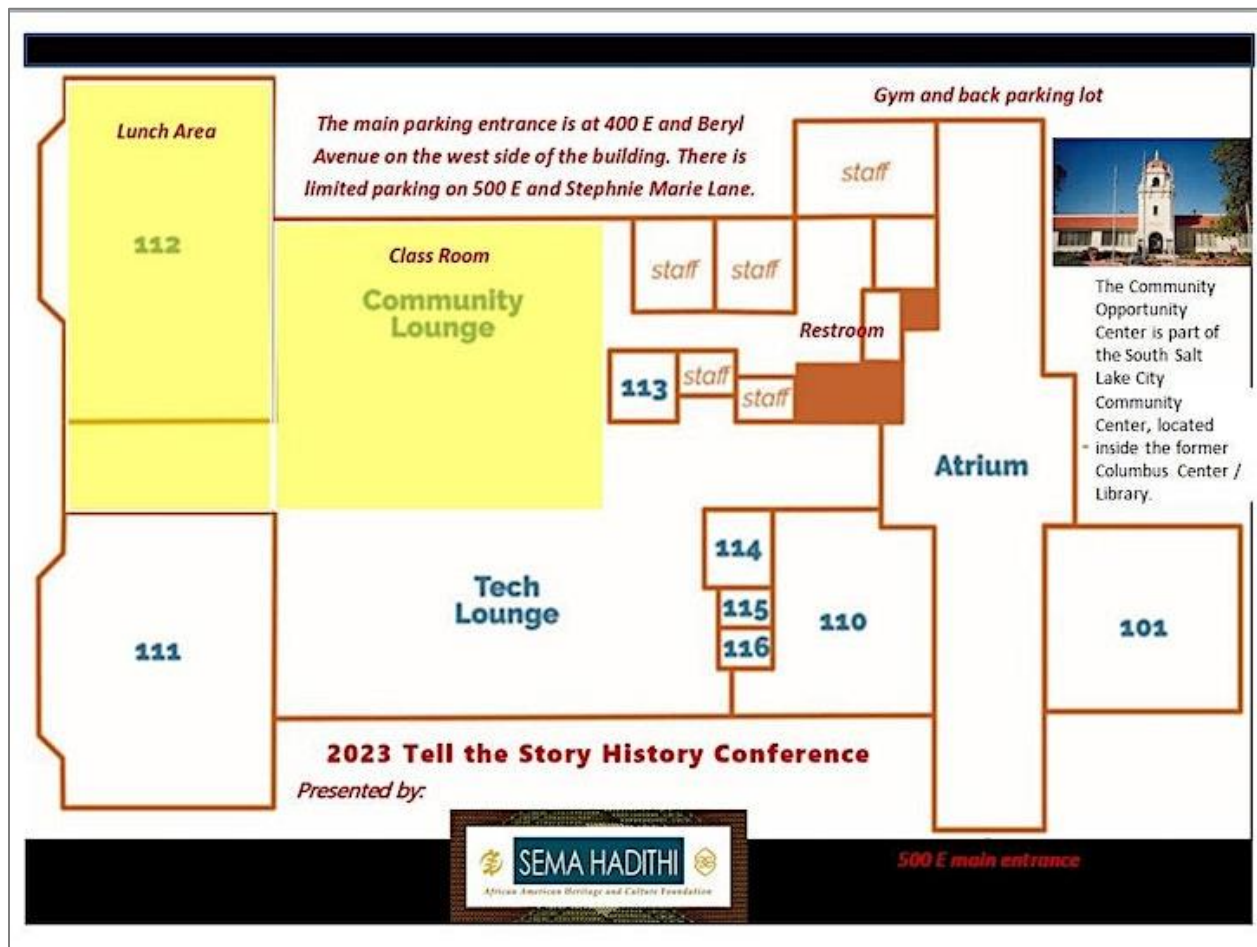 Gym and back parking lot
Lunch Area
The main parking entrance is at 400 E and Beryl
Avenue on the west side of the building. There is
limited parking on 500 E and Stephnie Marie Lane.
staff
112
Class Room
Community
Lounge
staff
staff
Restroom
The Community
Opportunity
Center is part of
the South Salt
Lake City
Community
Center, located
inside the former
Columbus Center /
Library.
113
staff
staff
Atrium
114
Tech
Lounge
115
116
110
101
111
2023 Tell the Story History Conference
Presented by:
SEMA HADITHI
African American Heritage and Culture Foundation
500 E main entrance